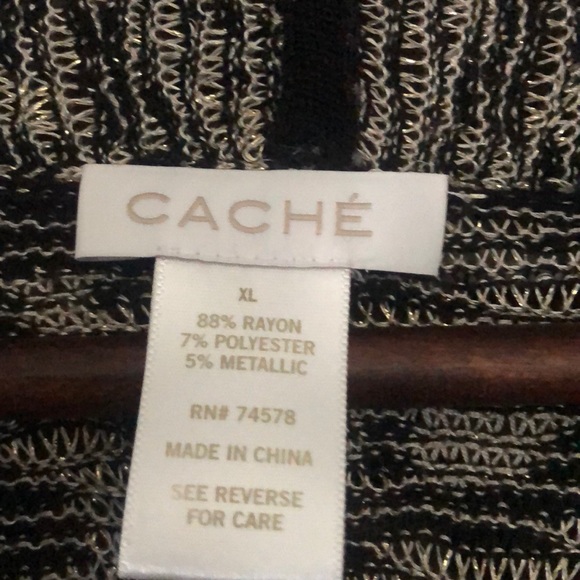 CACHÉ
XL
88% RAYON
7% POLYESTER
5% METALLIC
RN# 74578
MADE IN CHINA
SEE REVERSE
FOR CARE